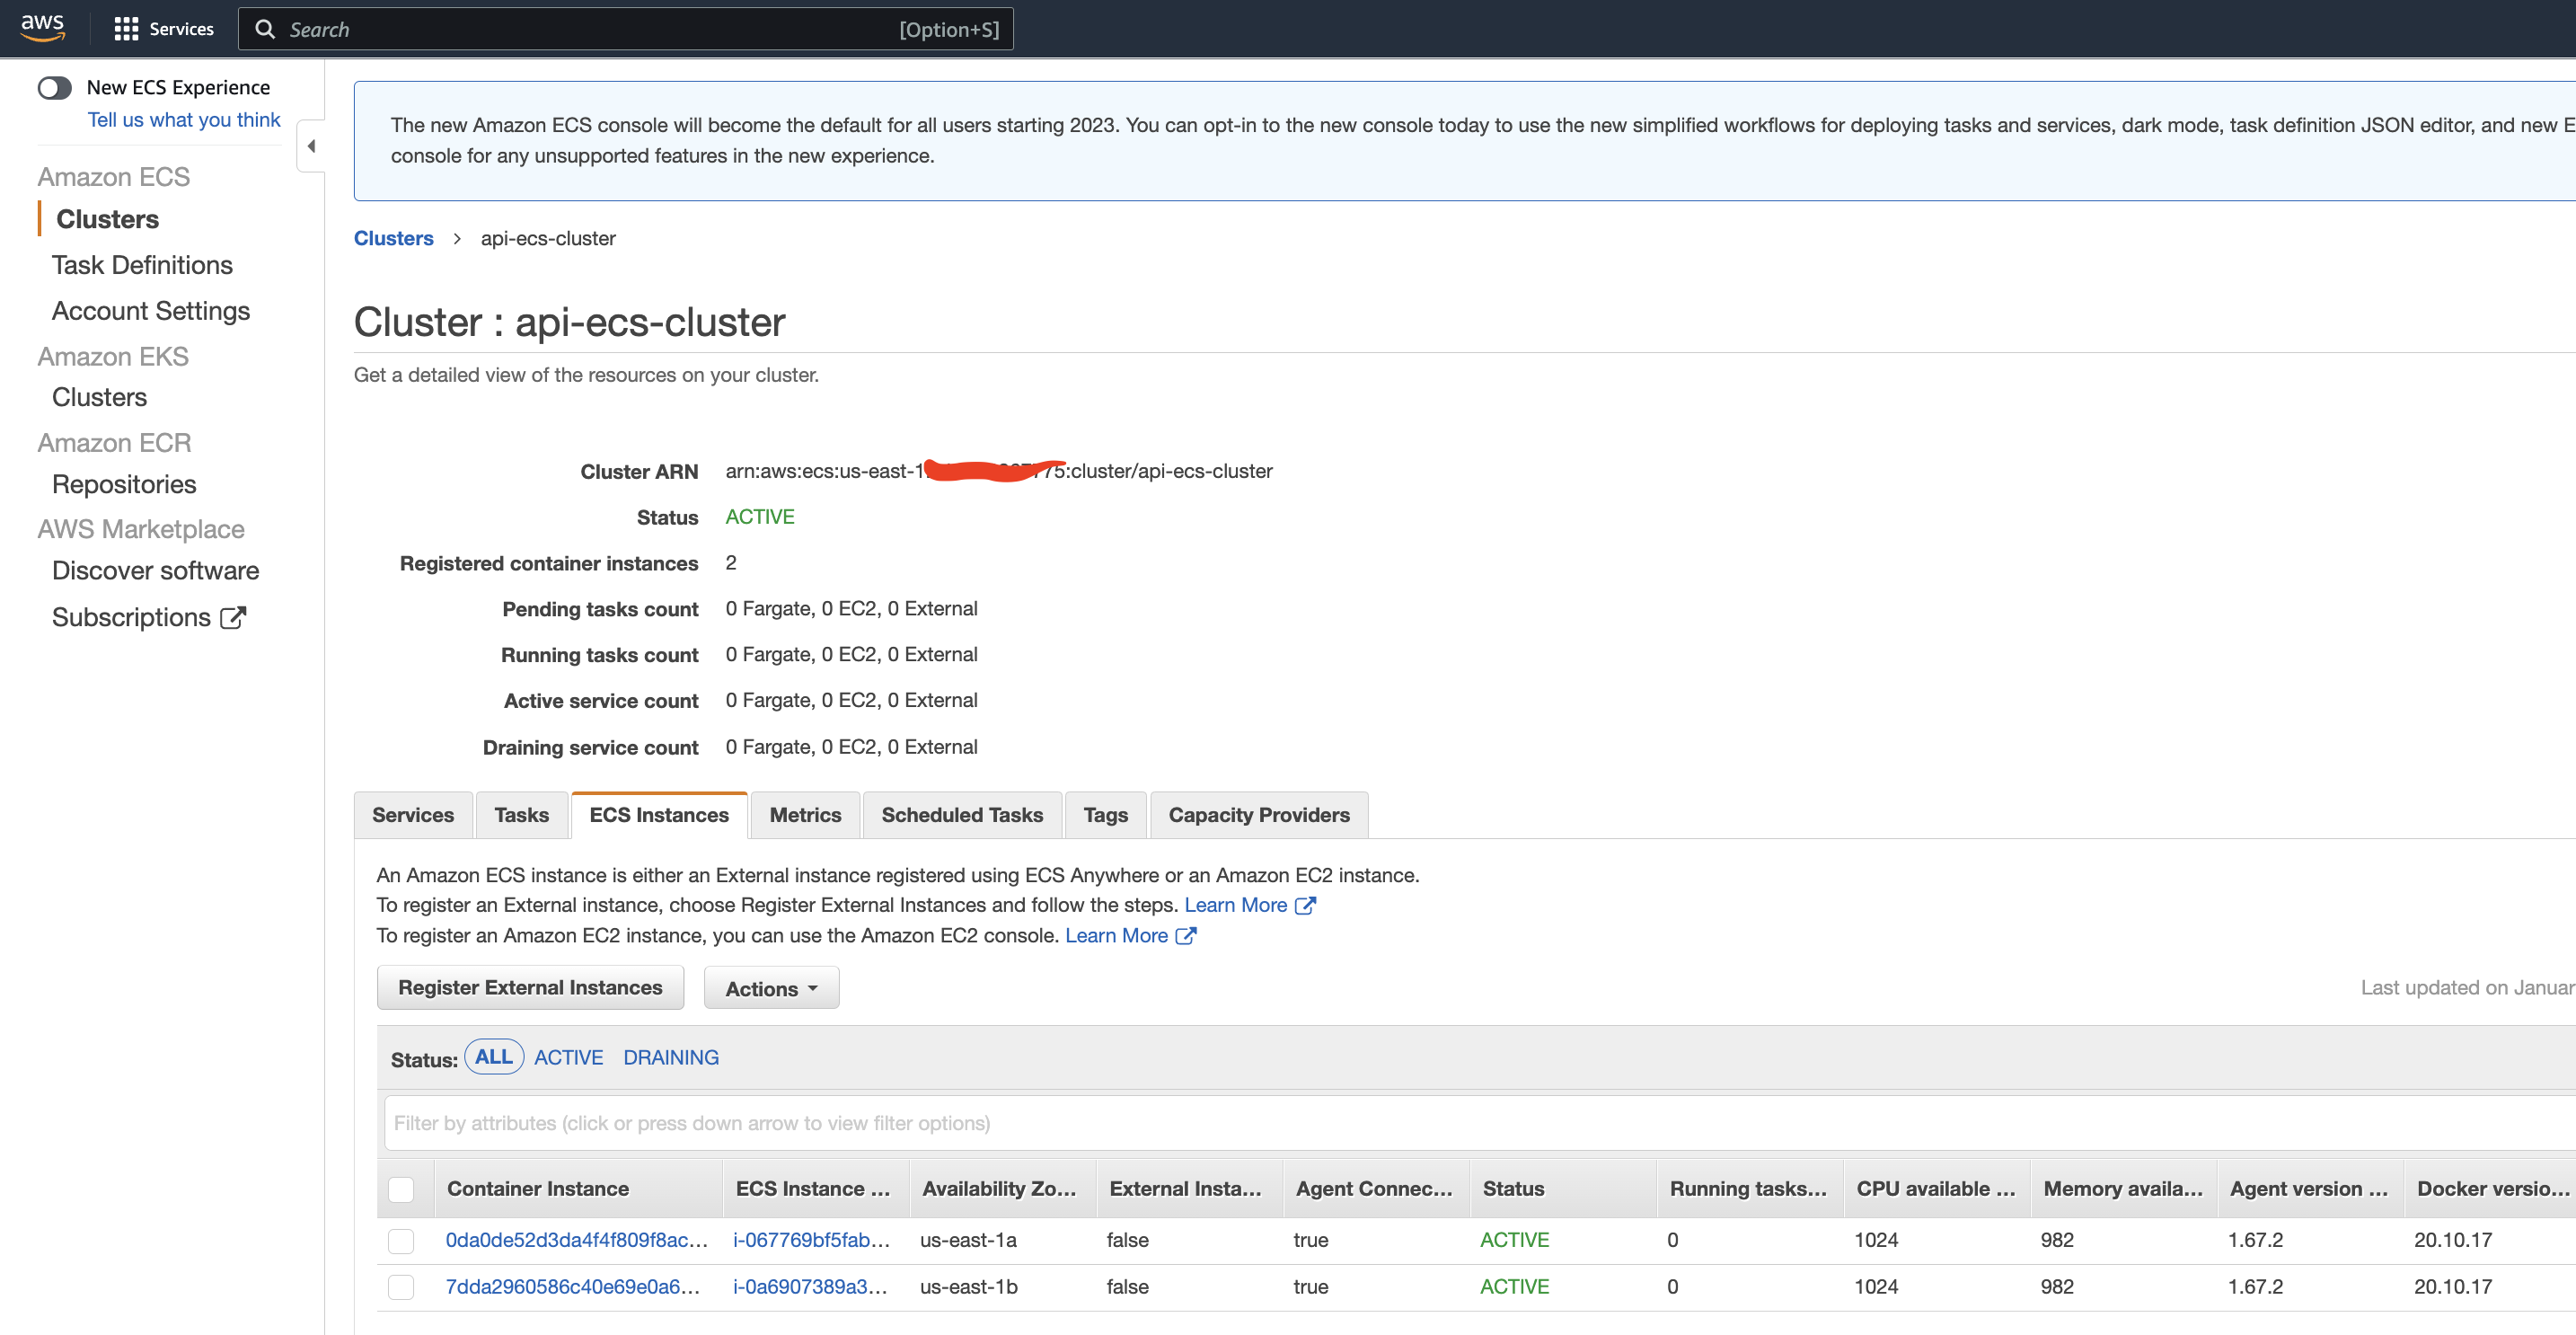 aws
Services
Search
[Option+S]
New ECS Experience
Tell us what you think
Amazon ECS
Clusters
Task Definitions
Account Settings
Amazon EKS
Clusters
Amazon ECR
Repositories
AWS Marketplace
Discover software
Subscriptions
The new Amazon ECS console will become the default for all users starting 2023. You can opt-in to the new console today to use the new simplified workflows for deploying tasks and services, dark mode, task definition JSON editor, and new E
console for any unsupported features in the new experience.
Clusters > api-ecs-cluster
Cluster : api-ecs-cluster
Get a detailed view of the resources on your cluster.
Cluster ARN arn:aws:ecs:us-east-1 75:cluster/api-ecs-cluster
Status ACTIVE
Registered container instances 2
Pending tasks count 0 Fargate, 0 EC2, 0 External
Running tasks count 0 Fargate, 0 EC2, 0 External
Active service count 0 Fargate, 0 EC2, 0 External
Draining service count 0 Fargate, 0 EC2, 0 External
Services Tasks ECS Instances Metrics Scheduled Tasks Tags Capacity Providers
An Amazon ECS instance is either an External instance registered using ECS Anywhere or an Amazon EC2 instance.
To register an External instance, choose Register External Instances and follow the steps. Learn More
To register an Amazon EC2 instance, you can use the Amazon EC2 console. Learn More
Register External Instances Actions
Last updated on Januar
Status: ALL ACTIVE DRAINING
Filter by attributes (click or press down arrow to view filter options)
Container Instance ECS Instance ... Availability Zo... External Insta... Agent Connec... Status Running tasks... CPU available ... Memory availa... Agent version ... Docker versio...
0da0de52d3da4f4f809f8ac... i-067769bf5fab... us-east-1a false true ACTIVE 0 1024 982 1.67.2 20.10.17
7dda2960586c40e69e0a6... i-0a6907389a3... us-east-1b false true ACTIVE 0 1024 982 1.67.2 20.10.17